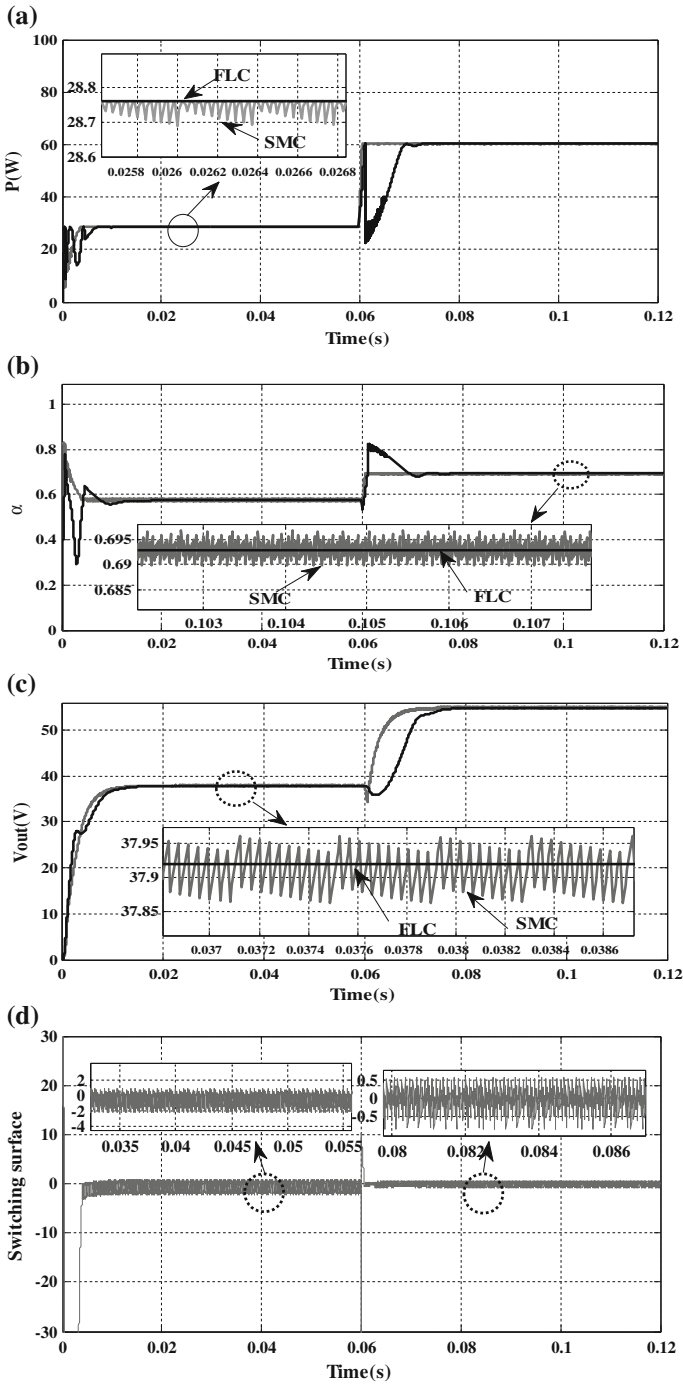 (a)
100
80
60
40
20
0
P(W)
28.8
28.7
28.6
FLC
SMC
0.0258 0.026 0.0262 0.0264 0.0266 0.0268
0 0.02 0.04 0.06 0.08 0.1 0.12
Time(s)
(b)
1
0.8
0.6
0.4
0.2
0
α
0.695
0.69
0.685
SMC
FLC
0.103 0.104 0.105 0.106 0.107
0 0.02 0.04 0.06 0.08 0.1 0.12
Time(s)
(c)
50
40
30
20
10
0
Vout(V)
37.95
37.9
37.85
FLC
SMC
0.037 0.0372 0.0374 0.0376 0.0378 0.038 0.0382 0.0384 0.0386
0 0.02 0.04 0.06 0.08 0.1 0.12
Time(s)
(d)
30
20
10
0
-10
-20
-30
Switching surface
2
0
-2
-4
0.035 0.04 0.045 0.05 0.055
0.5
0
-0.5
0.08 0.082 0.084 0.086
0 0.02 0.04 0.06 0.08 0.1 0.12
Time(s)